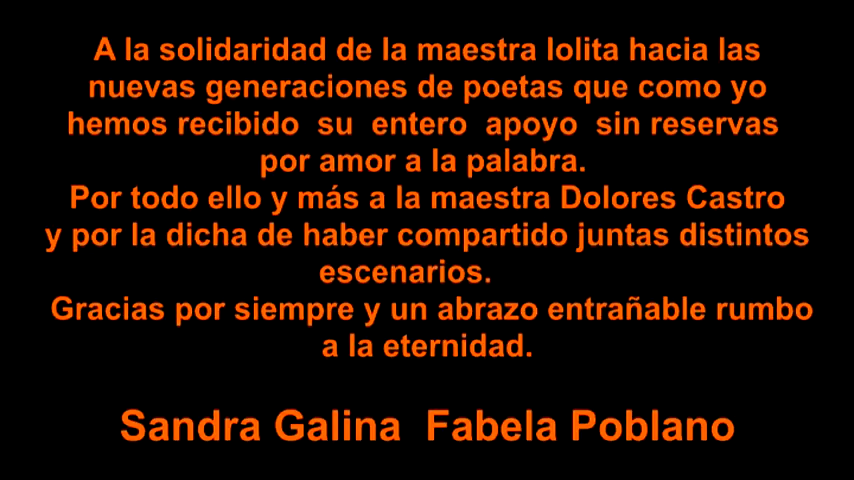 A la solidaridad de la maestra lolita hacia las
nuevas generaciones de poetas que como yo
hemos recibido su entero apoyo sin reservas
por amor a la palabra.
Por todo ello y más a la maestra Dolores Castro
y por la dicha de haber compartido juntas distintos
escenarios.
Gracias por siempre y un abrazo entrañable rumbo
a la eternidad.
Sandra Galina Fabela Poblano